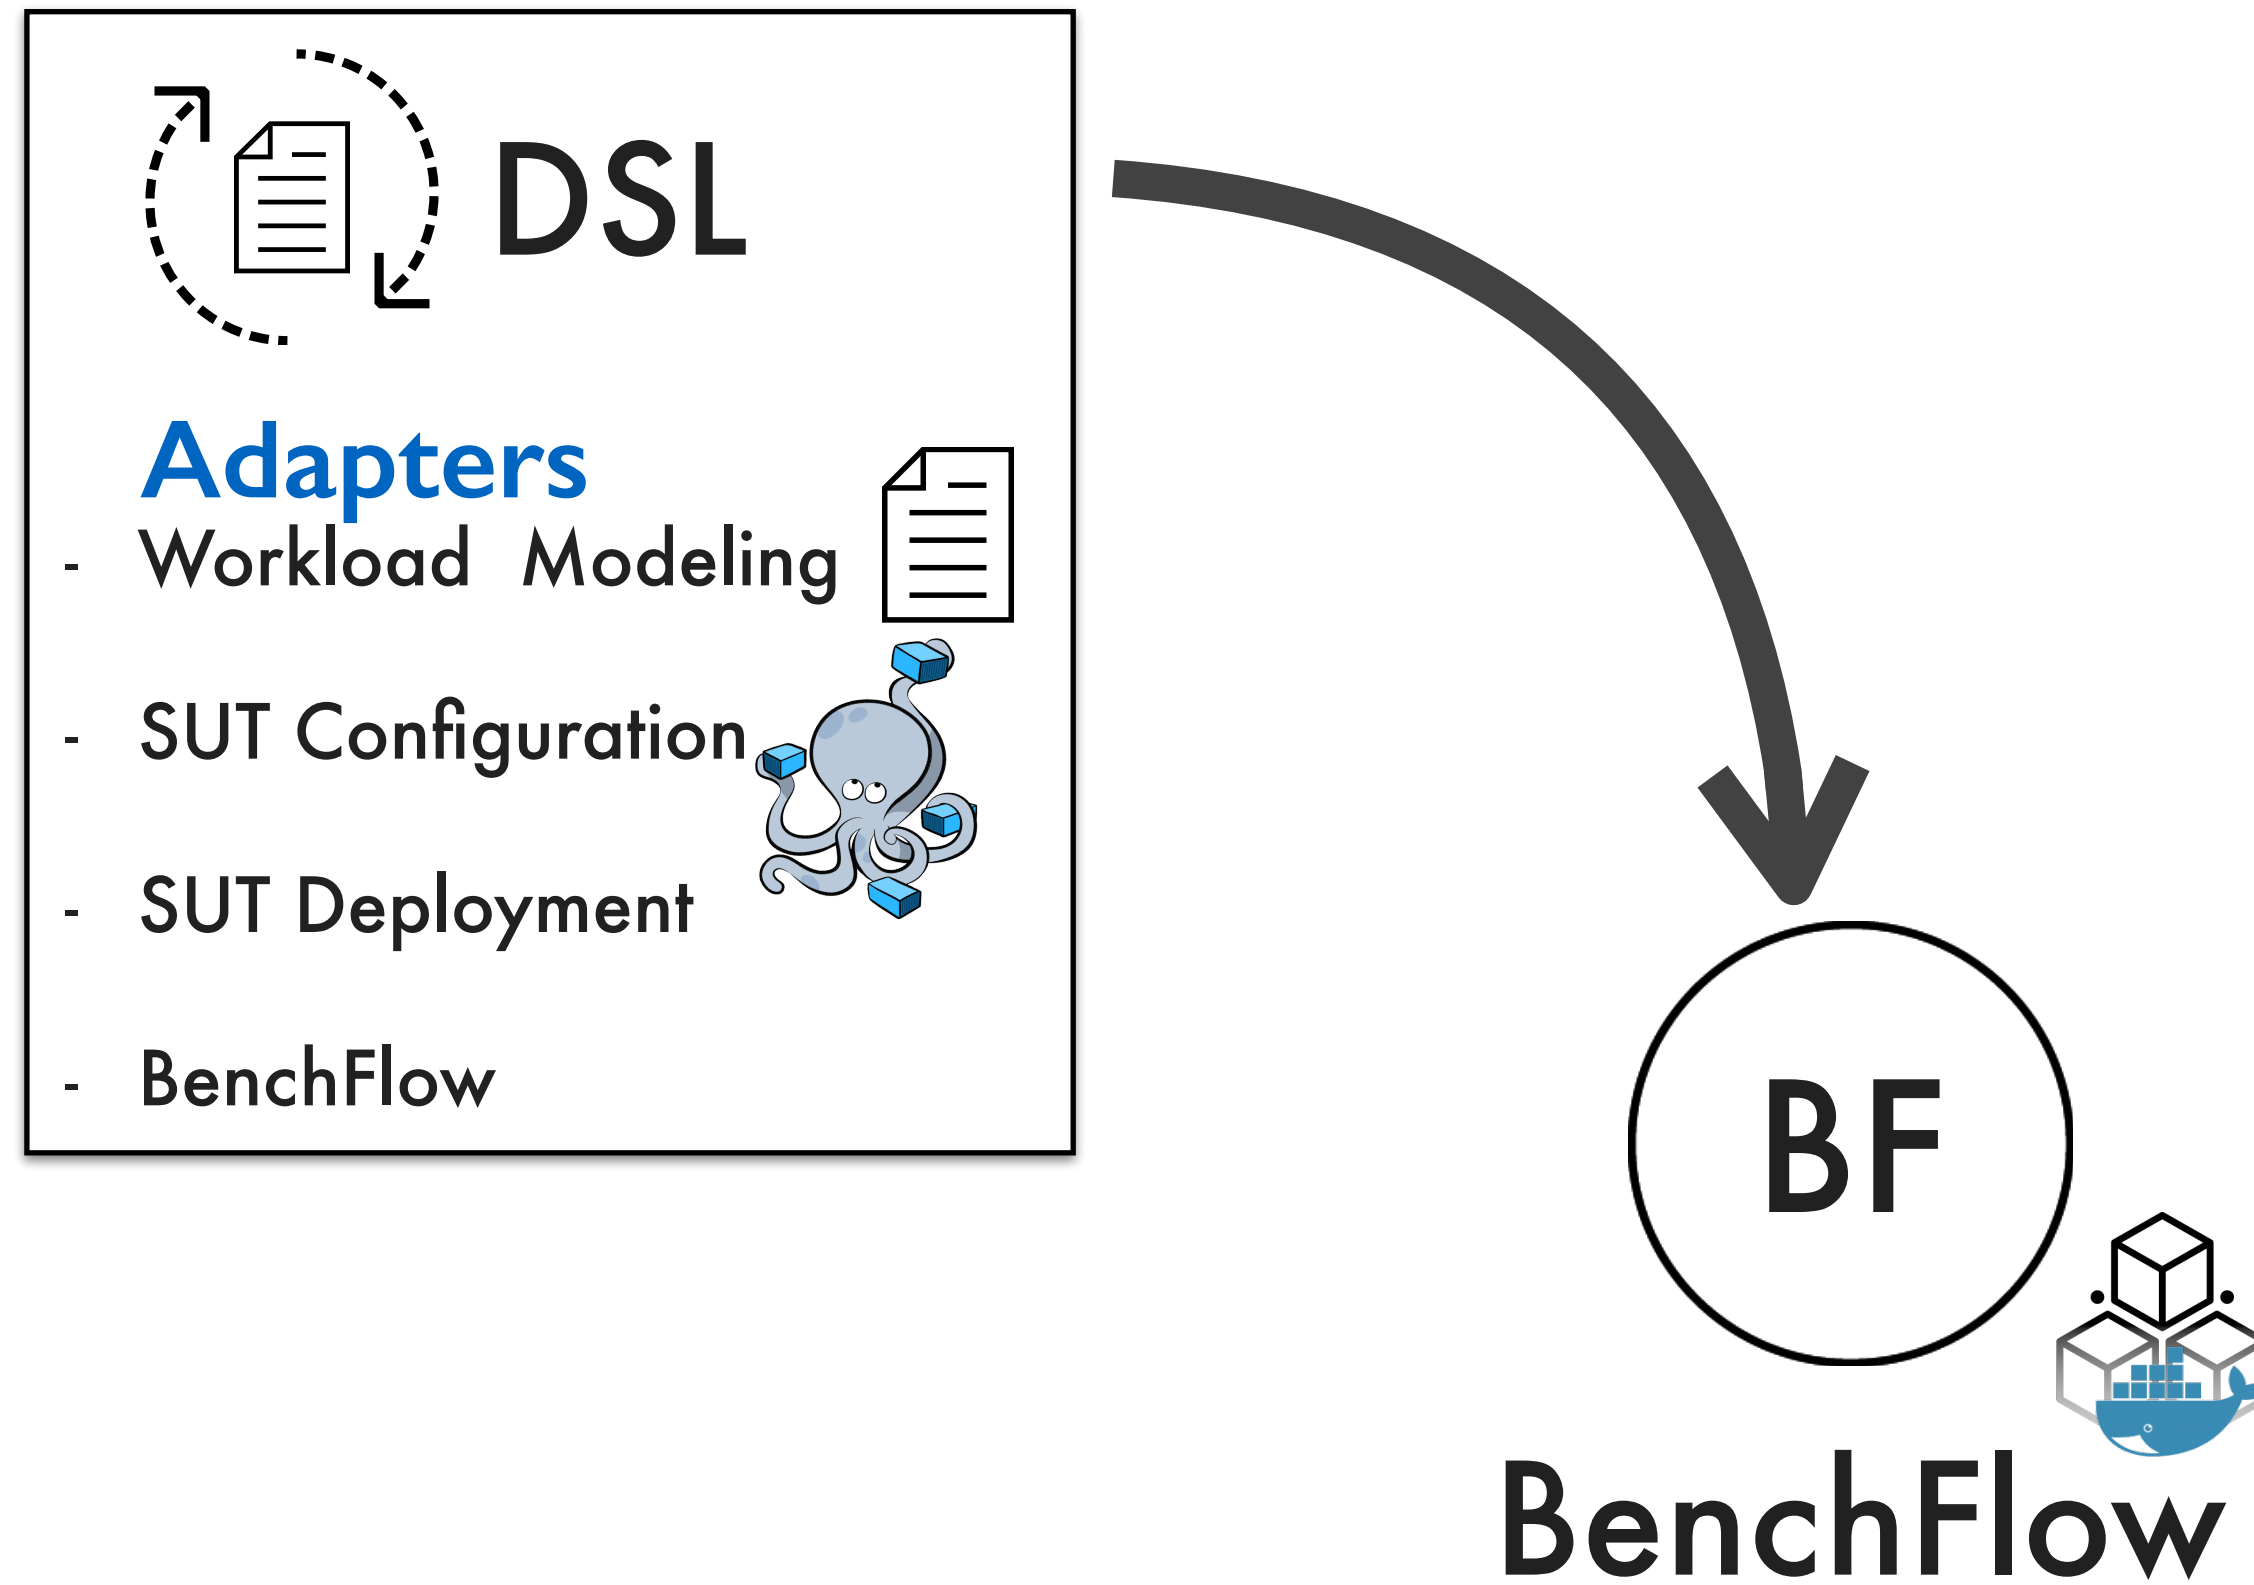 DSL
Adapters
- Workload Modeling
- SUT Configuration
- SUT Deployment
- BenchFlow
BF
BenchFlow